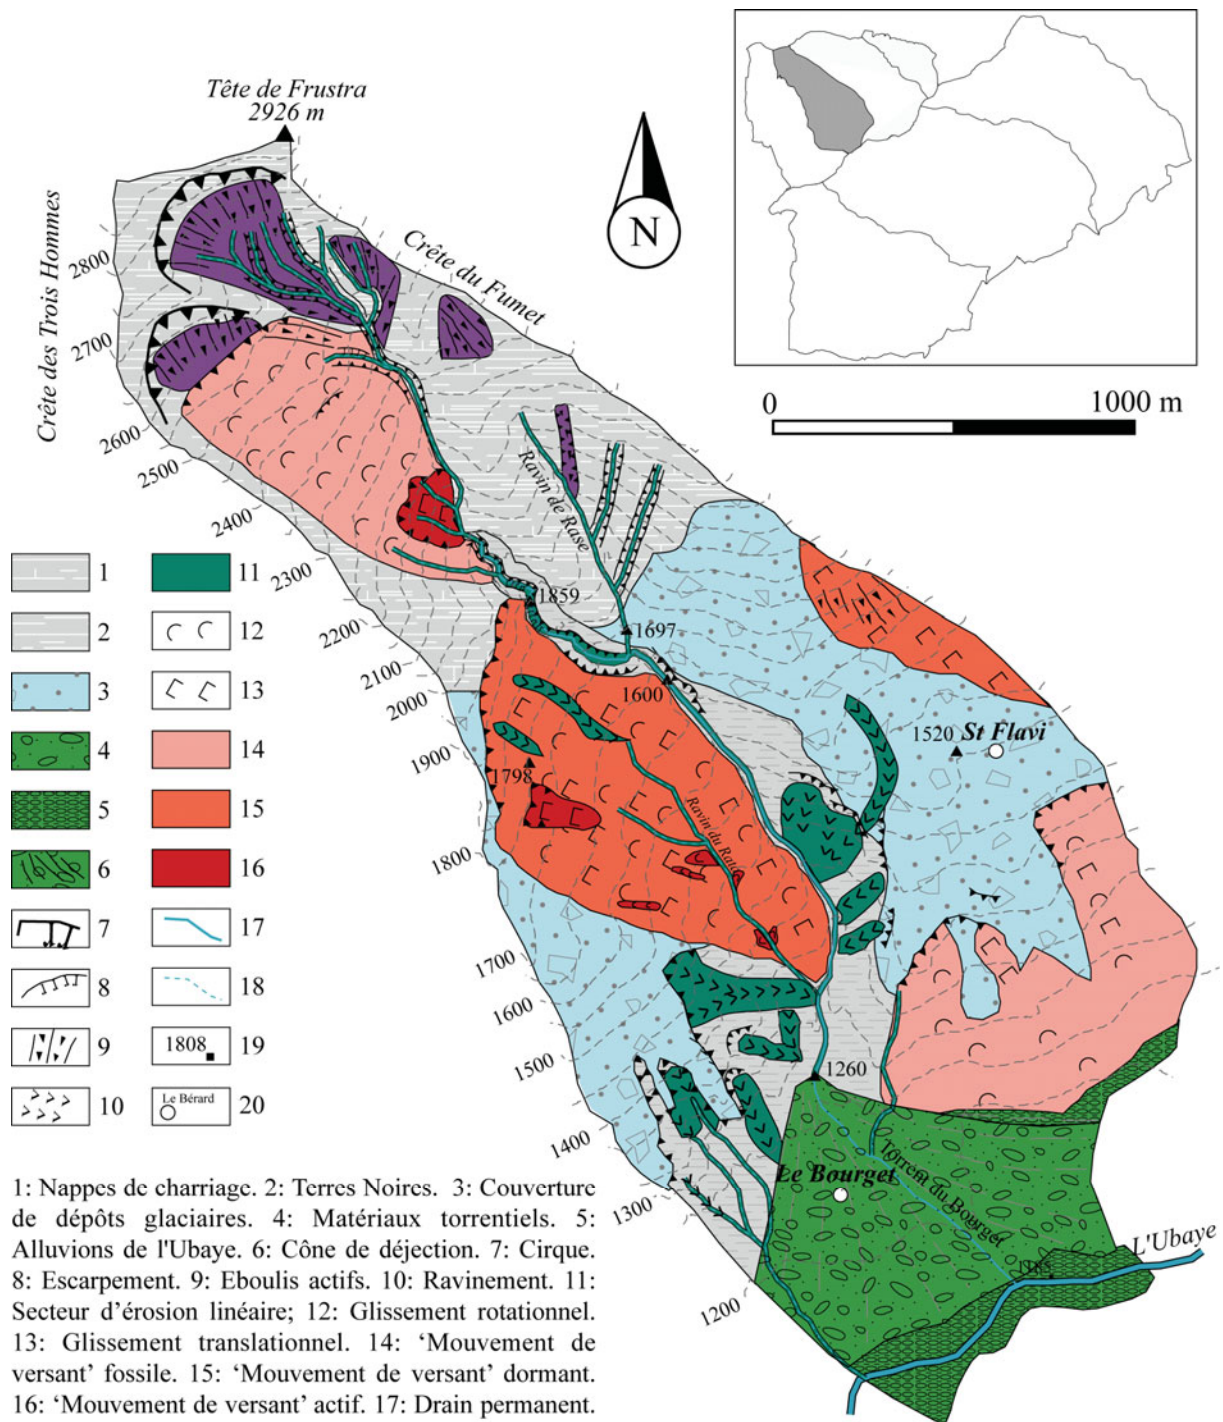 Tête de Frustra
2926 m
Crête des Trois Hommes
Crête du Fumet
N
0
1000 m
2800
2700
2600
2500
2400
2300
2200
2100
2000
1900
1800
1700
1600
1500
1400
1300
1200
Ravin de Rase
1859
1697
1600
1798
Ravin du Raud
1520
St Flavi
1260
Le Bourget
Torrent du Bourget
1185
L'Ubaye
1
2
3
4
5
6
7
8
9
10
11
12
13
14
15
16
17
18
1808
19
Le Bérard
20
1: Nappes de charriage. 2: Terres Noires. 3: Couverture
de dépôts glaciaires. 4: Matériaux torrentiels. 5:
Alluvions de l'Ubaye. 6: Cône de déjection. 7: Cirque.
8: Escarpement. 9: Eboulis actifs. 10: Ravinement. 11:
Secteur d'érosion linéaire; 12: Glissement rotationnel.
13: Glissement translationnel. 14: ‘Mouvement de
versant’ fossile. 15: ‘Mouvement de versant’ dormant.
16: ‘Mouvement de versant’ actif. 17: Drain permanent.